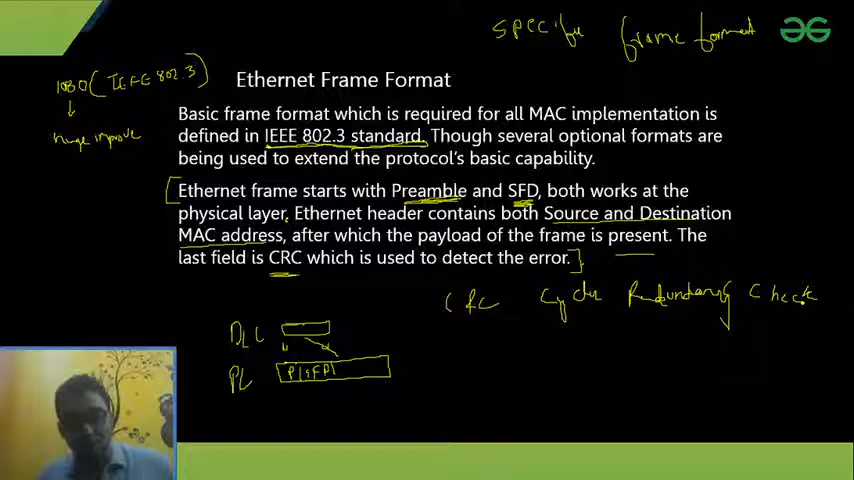 specific frame format
1980 (IEEE 802.3)
huge improve
Ethernet Frame Format
Basic frame format which is required for all MAC implementation is
defined in IEEE 802.3 standard. Though several optional formats are
being used to extend the protocol's basic capability.
Ethernet frame starts with Preamble and SFD, both works at the
physical layer. Ethernet header contains both Source and Destination
MAC address, after which the payload of the frame is present. The
last field is CRC which is used to detect the error.
CRC Cyclic Redundancy Check
DLL
PL P|SFD|